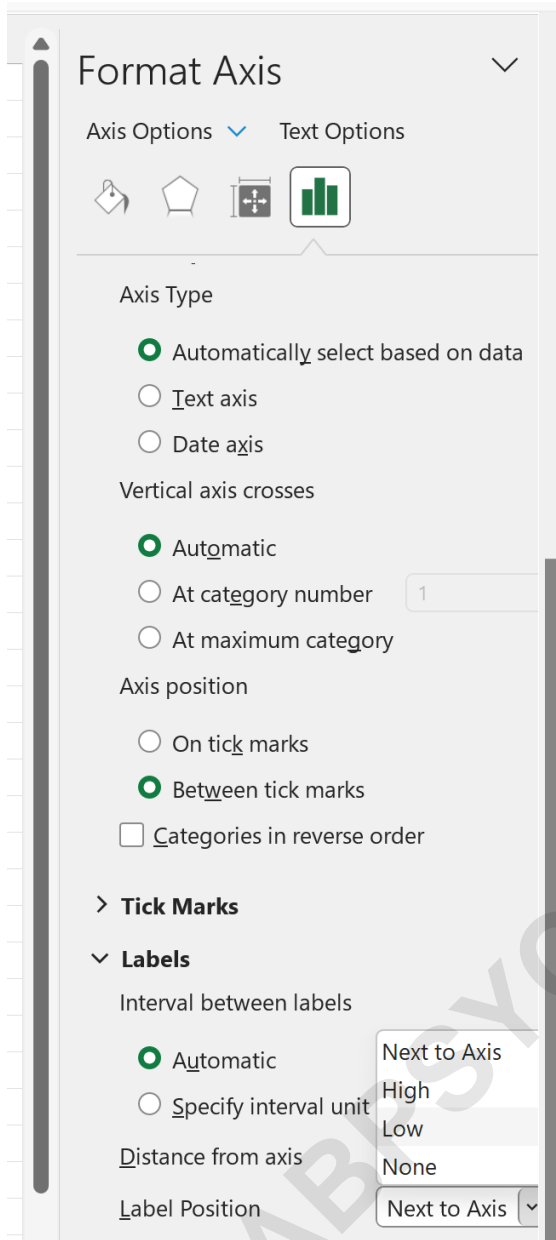 Format Axis
Axis Options Text Options
Axis Type
Automatically select based on data
Text axis
Date axis
Vertical axis crosses
Automatic
At category number 1
At maximum category
Axis position
On tick marks
Between tick marks
Categories in reverse order
Tick Marks
Labels
Interval between labels
Automatic
Specify interval unit
Distance from axis
Next to Axis
High
Low
None
Label Position Next to Axis
ABPSYC